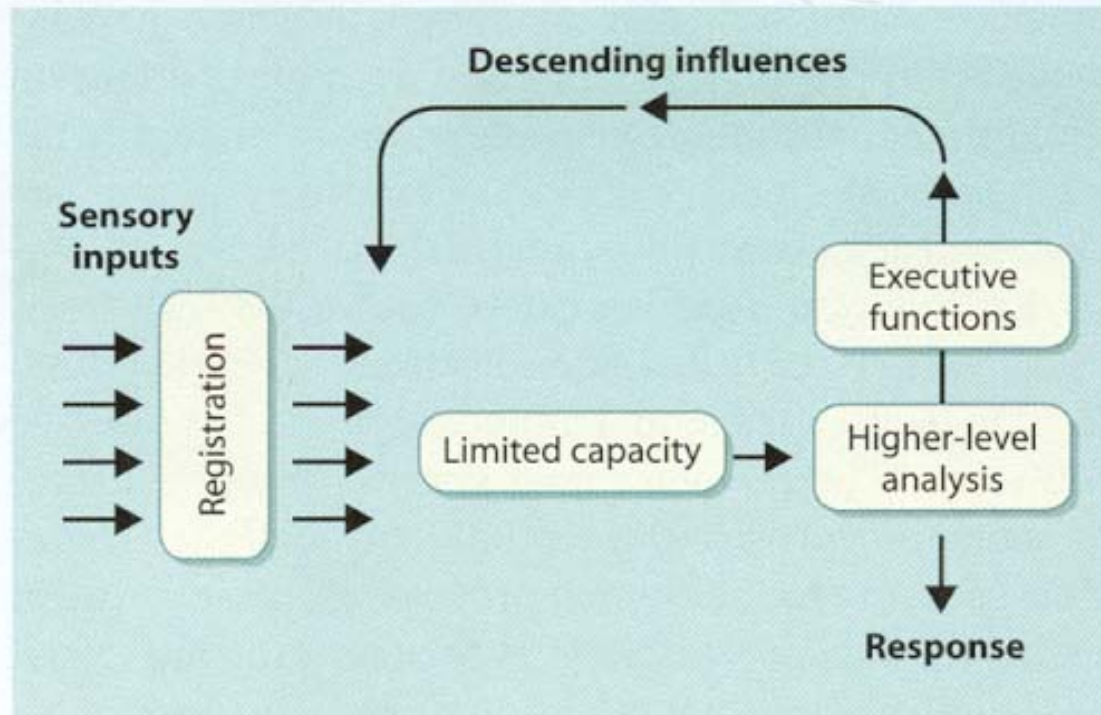 Descending influences
Sensory
inputs
Registration
Limited capacity
Executive
functions
Higher-level
analysis
Response